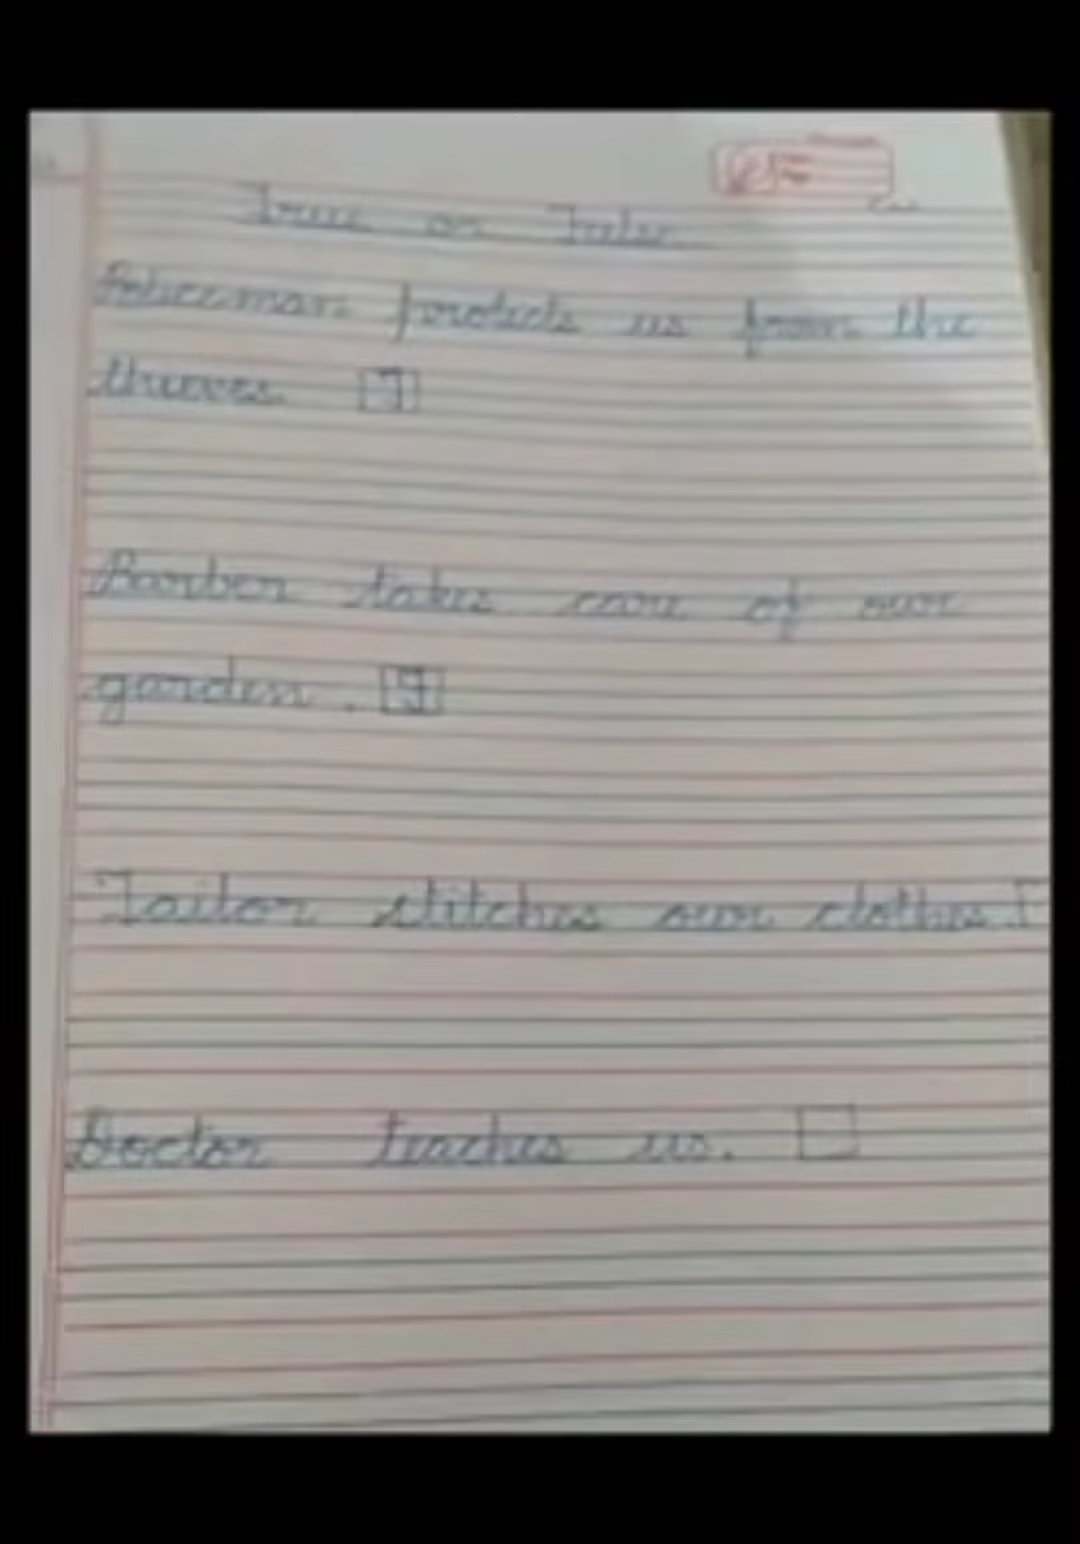 True or False
Policeman protects us from the
thieves. T
Barber takes care of our
garden. F
Tailor stitches our clothes.
Doctor teaches us.